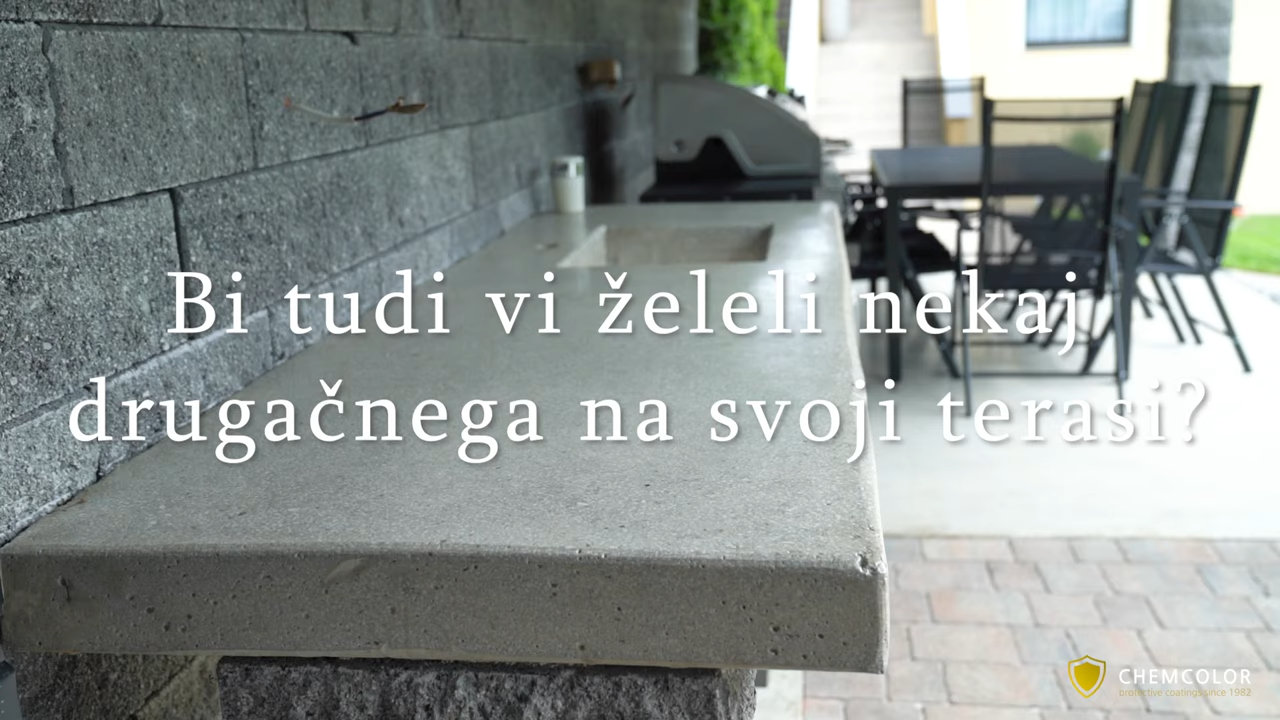 Bi tudi vi želeli nekaj
drugačnega na svoji terasi?
CHEMCOLOR
protective coatings since 1982